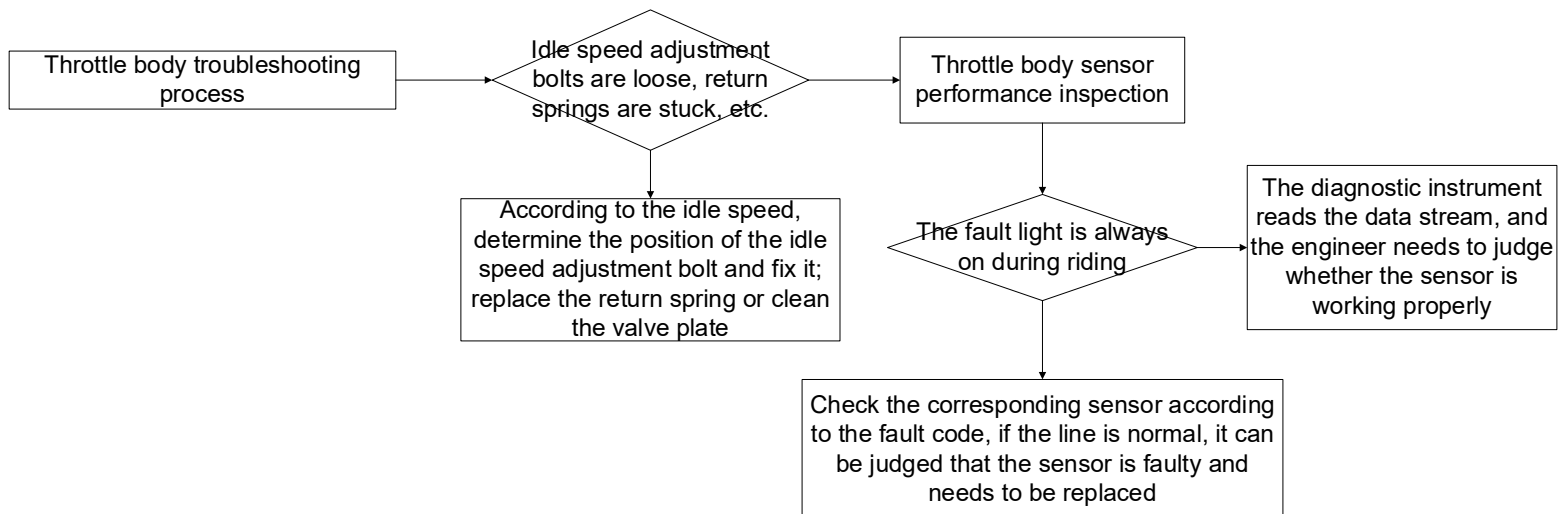 Throttle body troubleshooting
process
Idle speed adjustment
bolts are loose, return
springs are stuck, etc.
Throttle body sensor
performance inspection
According to the idle speed,
determine the position of the idle
speed adjustment bolt and fix it;
replace the return spring or clean
the valve plate
The fault light is always
on during riding
The diagnostic instrument
reads the data stream, and
the engineer needs to judge
whether the sensor is
working properly
Check the corresponding sensor according
to the fault code, if the line is normal, it can
be judged that the sensor is faulty and
needs to be replaced